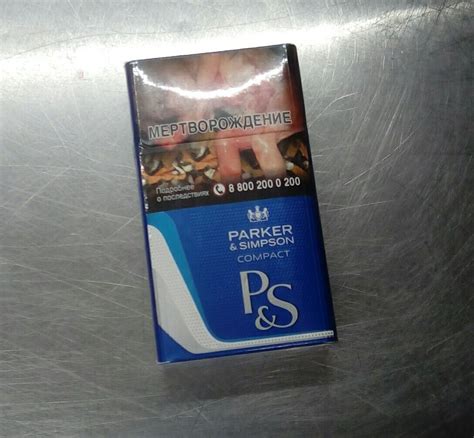 МЕРТВОРОЖДЕНИЕ
Подробнее
о последствиях
8 800 200 0 200
PARKER
& SIMPSON
COMPACT
P&S